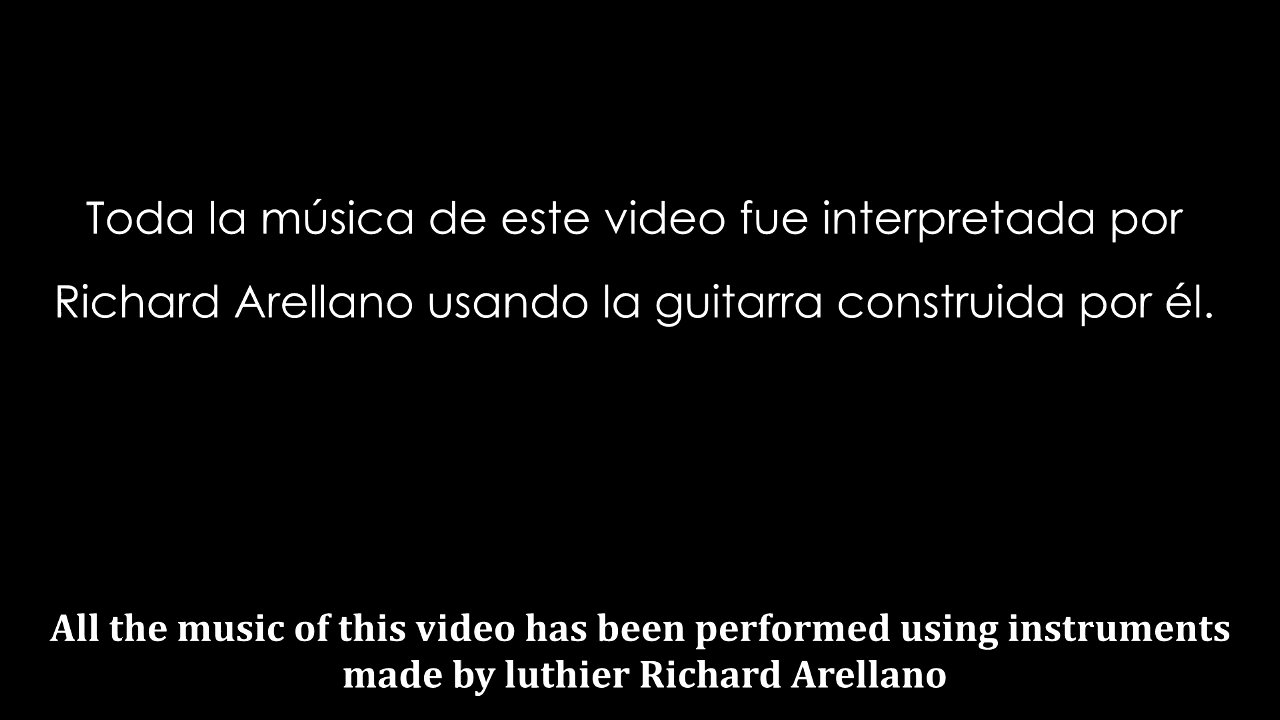 Toda la música de este video fue interpretada por
Richard Arellano usando la guitarra construida por él.
All the music of this video has been performed using instruments
made by luthier Richard Arellano